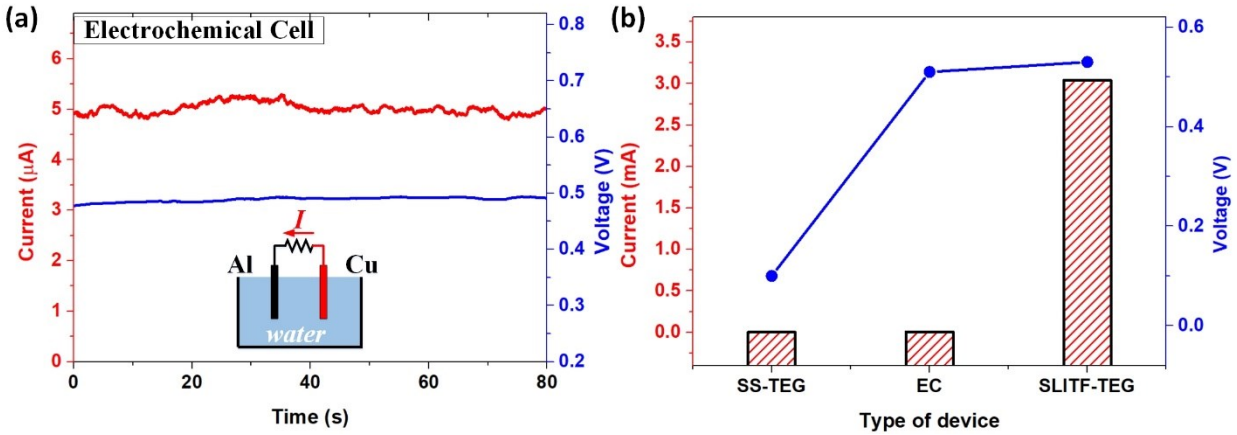 (a)
Electrochemical Cell
Current (μA)
6
5
4
3
2
1
0
0.8
0.7
0.6
0.5
0.4
0.3
0.2
Voltage (V)
I
Al
Cu
water
0
20
40
60
80
Time (s)
(b)
Current (mA)
3.5
3.0
2.5
2.0
1.5
1.0
0.5
0.0
0.6
0.4
0.2
0.0
Voltage (V)
SS-TEG
EC
SLITF-TEG
Type of device